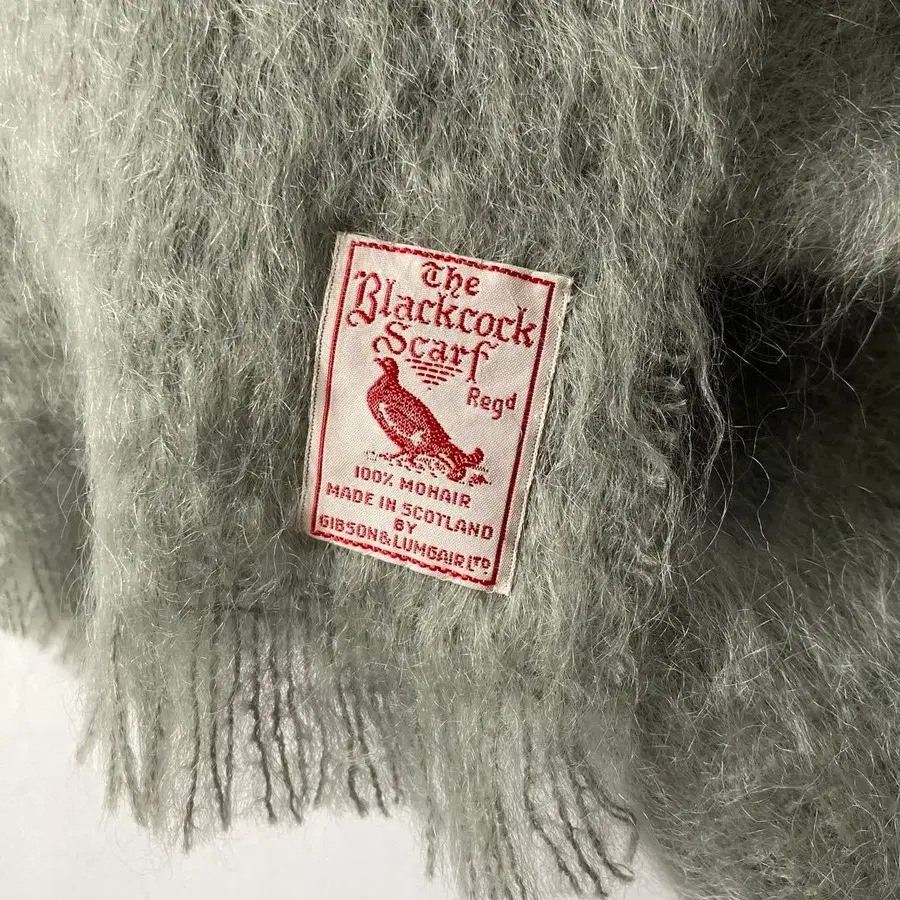 The
Blackcock
Scarf
Regd
100% MOHAIR
MADE IN SCOTLAND
BY
GIBSON & LUMGAIR LTD